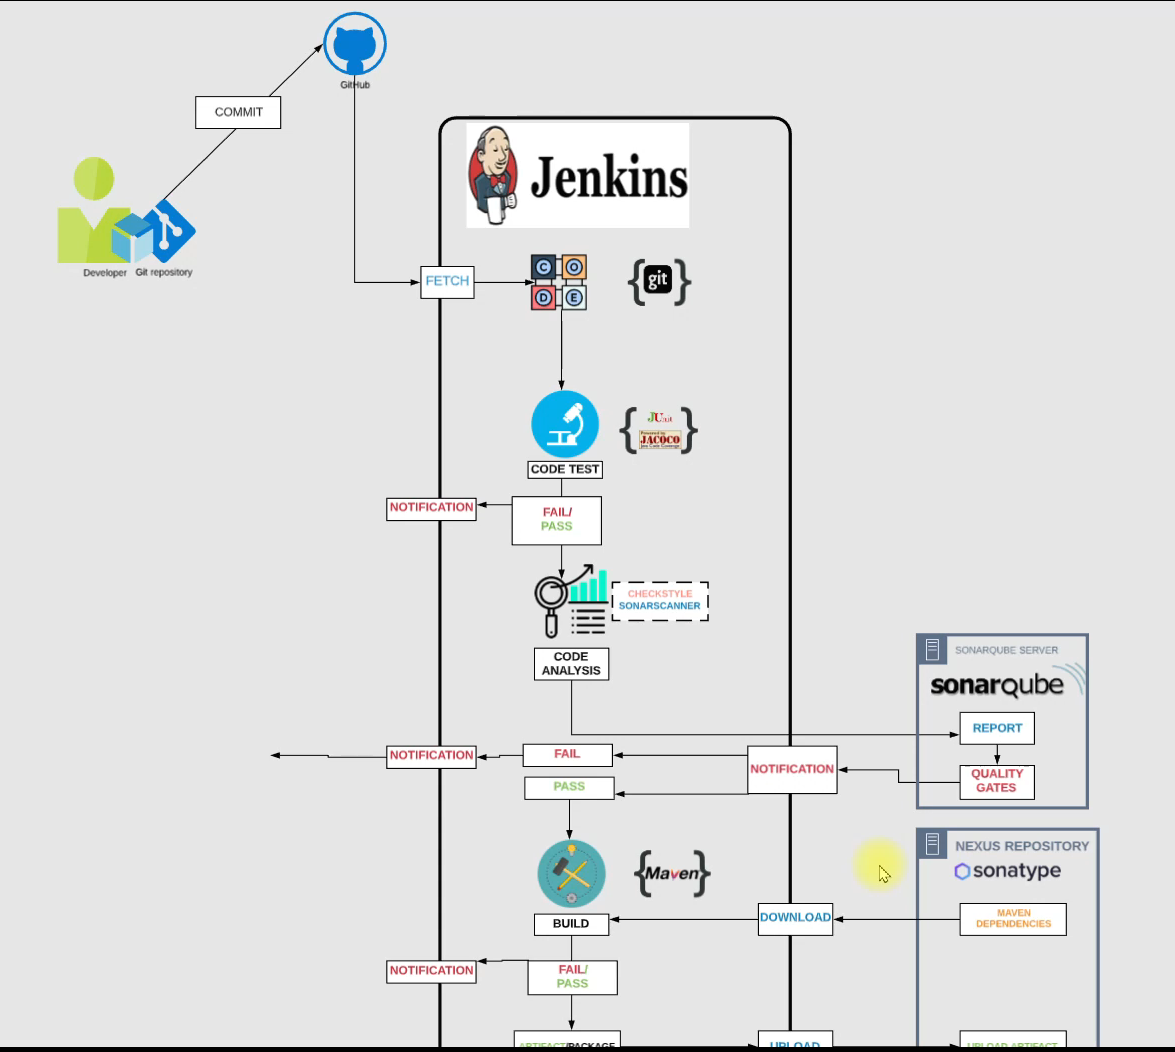 GitHub
COMMIT
Jenkins
Developer
Git repository
FETCH
C O
D E
{git}
JUnit
Powered by
JACOCO
Java Code Coverage
CODE TEST
NOTIFICATION
FAIL/
PASS
CHECKSTYLE
SONARSCANNER
CODE
ANALYSIS
SONARQUBE SERVER
sonarqube
REPORT
NOTIFICATION
FAIL
NOTIFICATION
QUALITY
GATES
PASS
NEXUS REPOSITORY
sonatype
{Maven}
MAVEN
DEPENDENCIES
DOWNLOAD
BUILD
NOTIFICATION
FAIL/
PASS
ARTIFACT/PACKAGE
UPLOAD
UPLOAD ARTIFACT